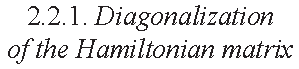 2.2.1. Diagonalization
of the Hamiltonian matrix